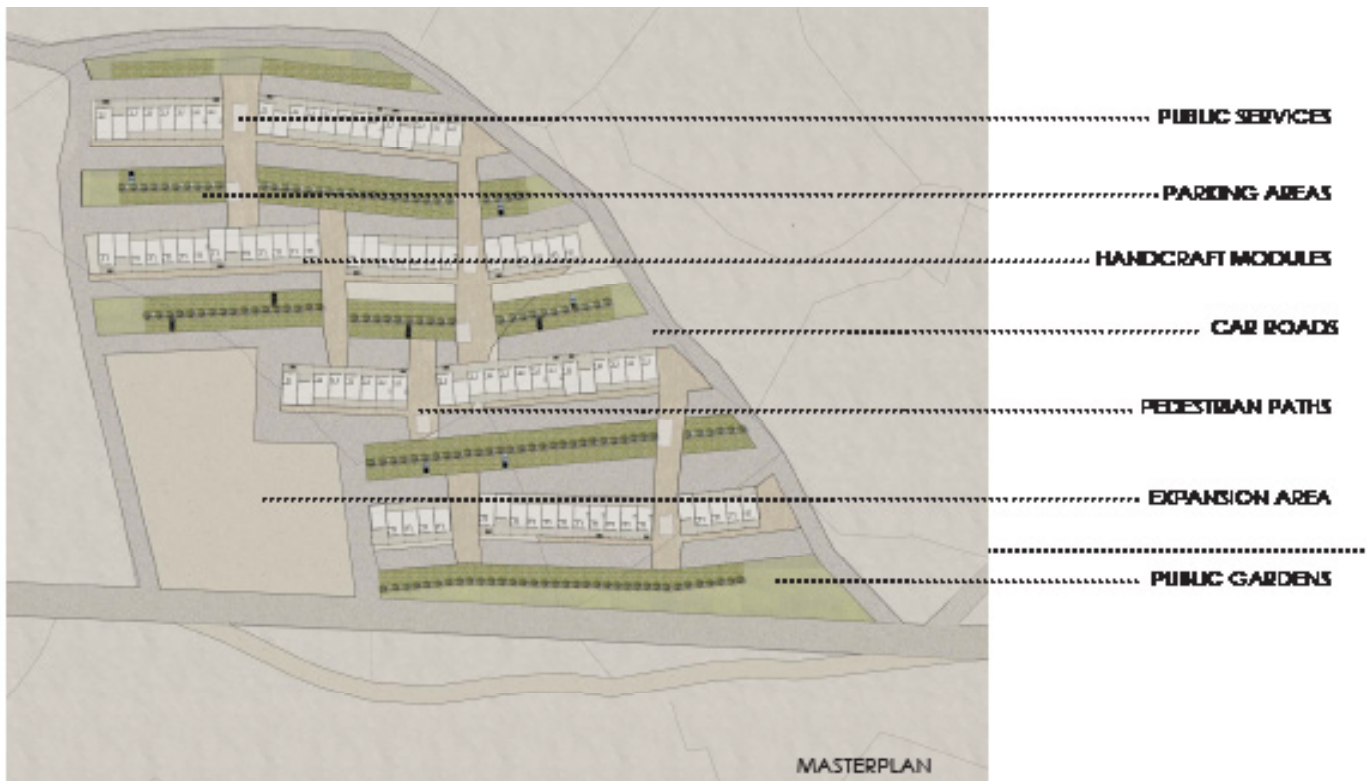 PUBLIC SERVICES
PARKING AREAS
HANDCRAFT MODULES
CAR ROADS
PEDESTRIAN PATHS
EXPANSION AREA
PUBLIC GARDENS
MASTERPLAN